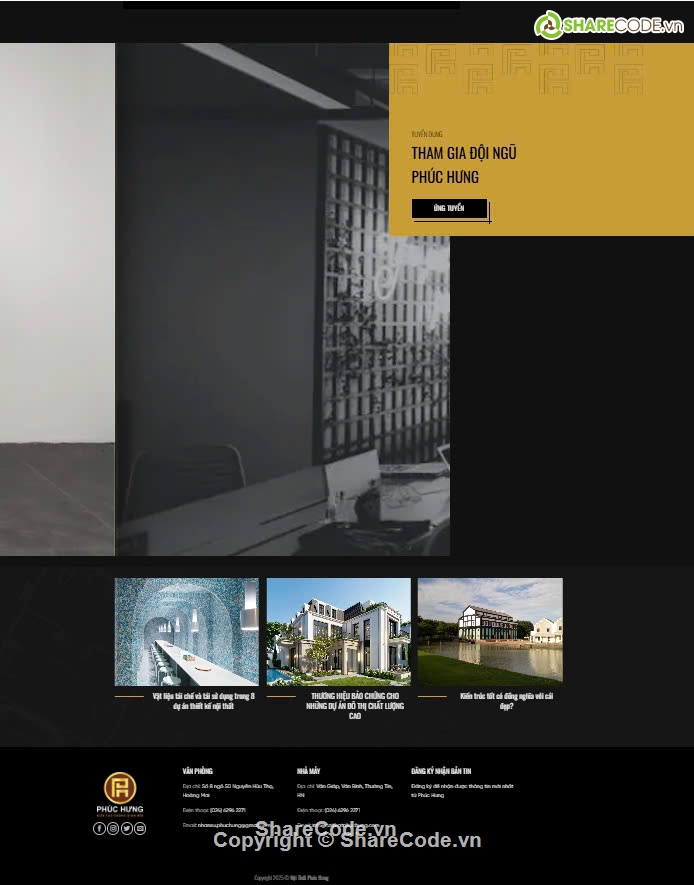 SHARECODE.vn
TUYỂN DỤNG
THAM GIA ĐỘI NGŨ
PHÚC HƯNG
ỨNG TUYỂN
Vật liệu tái chế và tái sử dụng trong 8
dự án thiết kế nội thất
THƯƠNG HIỆU BẢO CHỨNG CHO
NHỮNG DỰ ÁN ĐÔ THỊ CHẤT LƯỢNG
CAO
Kiến trúc tốt có đồng nghĩa với cái
đẹp?
PHÚC HƯNG
VĂN PHÒNG
Địa chỉ: Số 8 ngõ 50 Nguyễn Hữu Thọ,
Hoàng Mai
Điện thoại: (024) 6296 2271
Email:
NHÀ MÁY
Địa chỉ: Văn Giáp, Văn Bình, Thường Tín,
HN
Điện thoại: (024) 6296 2271
ĐĂNG KÝ NHẬN BẢN TIN
Đăng ký để nhận được thông tin mới nhất
từ Phúc Hưng
ShareCode.vn
Copyright © ShareCode.vn
Copyright 2025 © Nội Thất Phúc Hưng